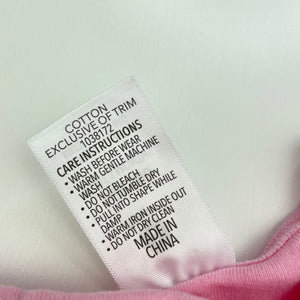 COTTON
EXCLUSIVE OF TRIM
1038172
CARE INSTRUCTIONS
• WASH BEFORE WEAR
• WARM GENTLE MACHINE
WASH
• DO NOT BLEACH
• DO NOT TUMBLE DRY
• PULL INTO SHAPE WHILE
DAMP
• WARM IRON INSIDE OUT
• DO NOT DRY CLEAN
MADE IN
CHINA